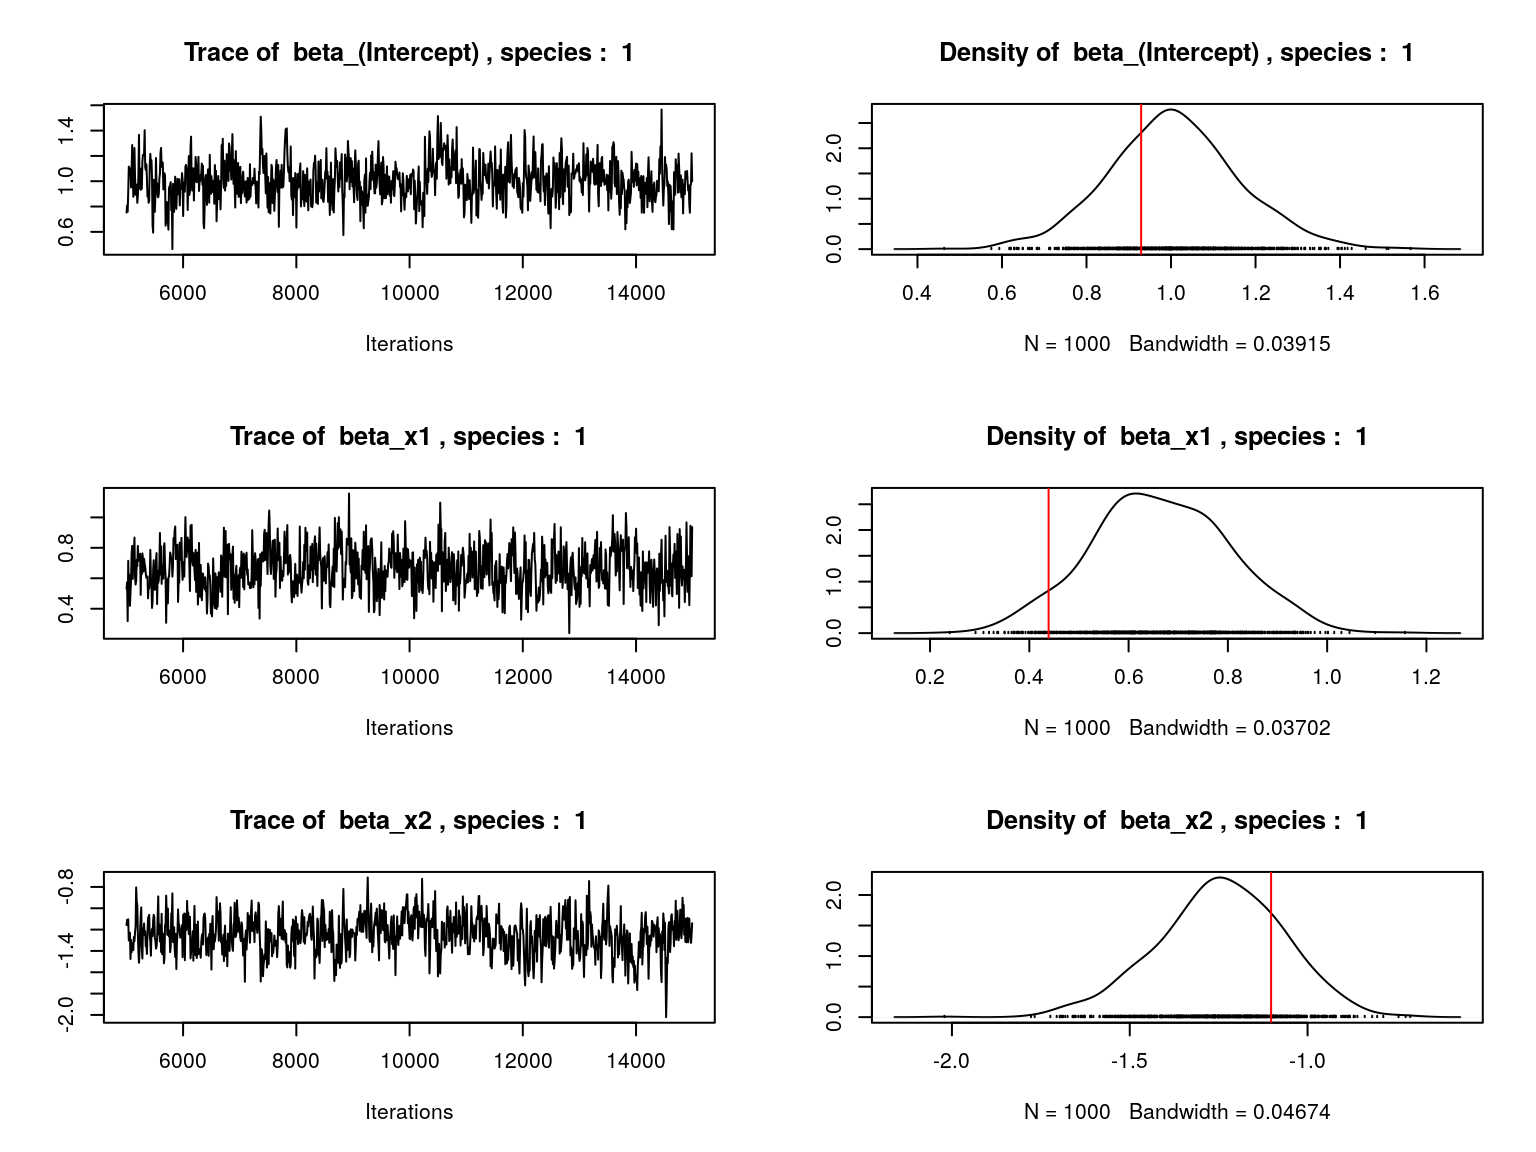 Trace of beta_(Intercept) , species : 1
1.4
1.0
0.6
6000 8000 10000 12000 14000
Iterations
Density of beta_(Intercept) , species : 1
2.0
1.0
0.0
0.4 0.6 0.8 1.0 1.2 1.4 1.6
N = 1000 Bandwidth = 0.03915
Trace of beta_x1 , species : 1
0.8
0.4
6000 8000 10000 12000 14000
Iterations
Density of beta_x1 , species : 1
2.0
1.0
0.0
0.2 0.4 0.6 0.8 1.0 1.2
N = 1000 Bandwidth = 0.03702
Trace of beta_x2 , species : 1
-0.8
-1.4
-2.0
6000 8000 10000 12000 14000
Iterations
Density of beta_x2 , species : 1
2.0
1.0
0.0
-2.0 -1.5 -1.0
N = 1000 Bandwidth = 0.04674